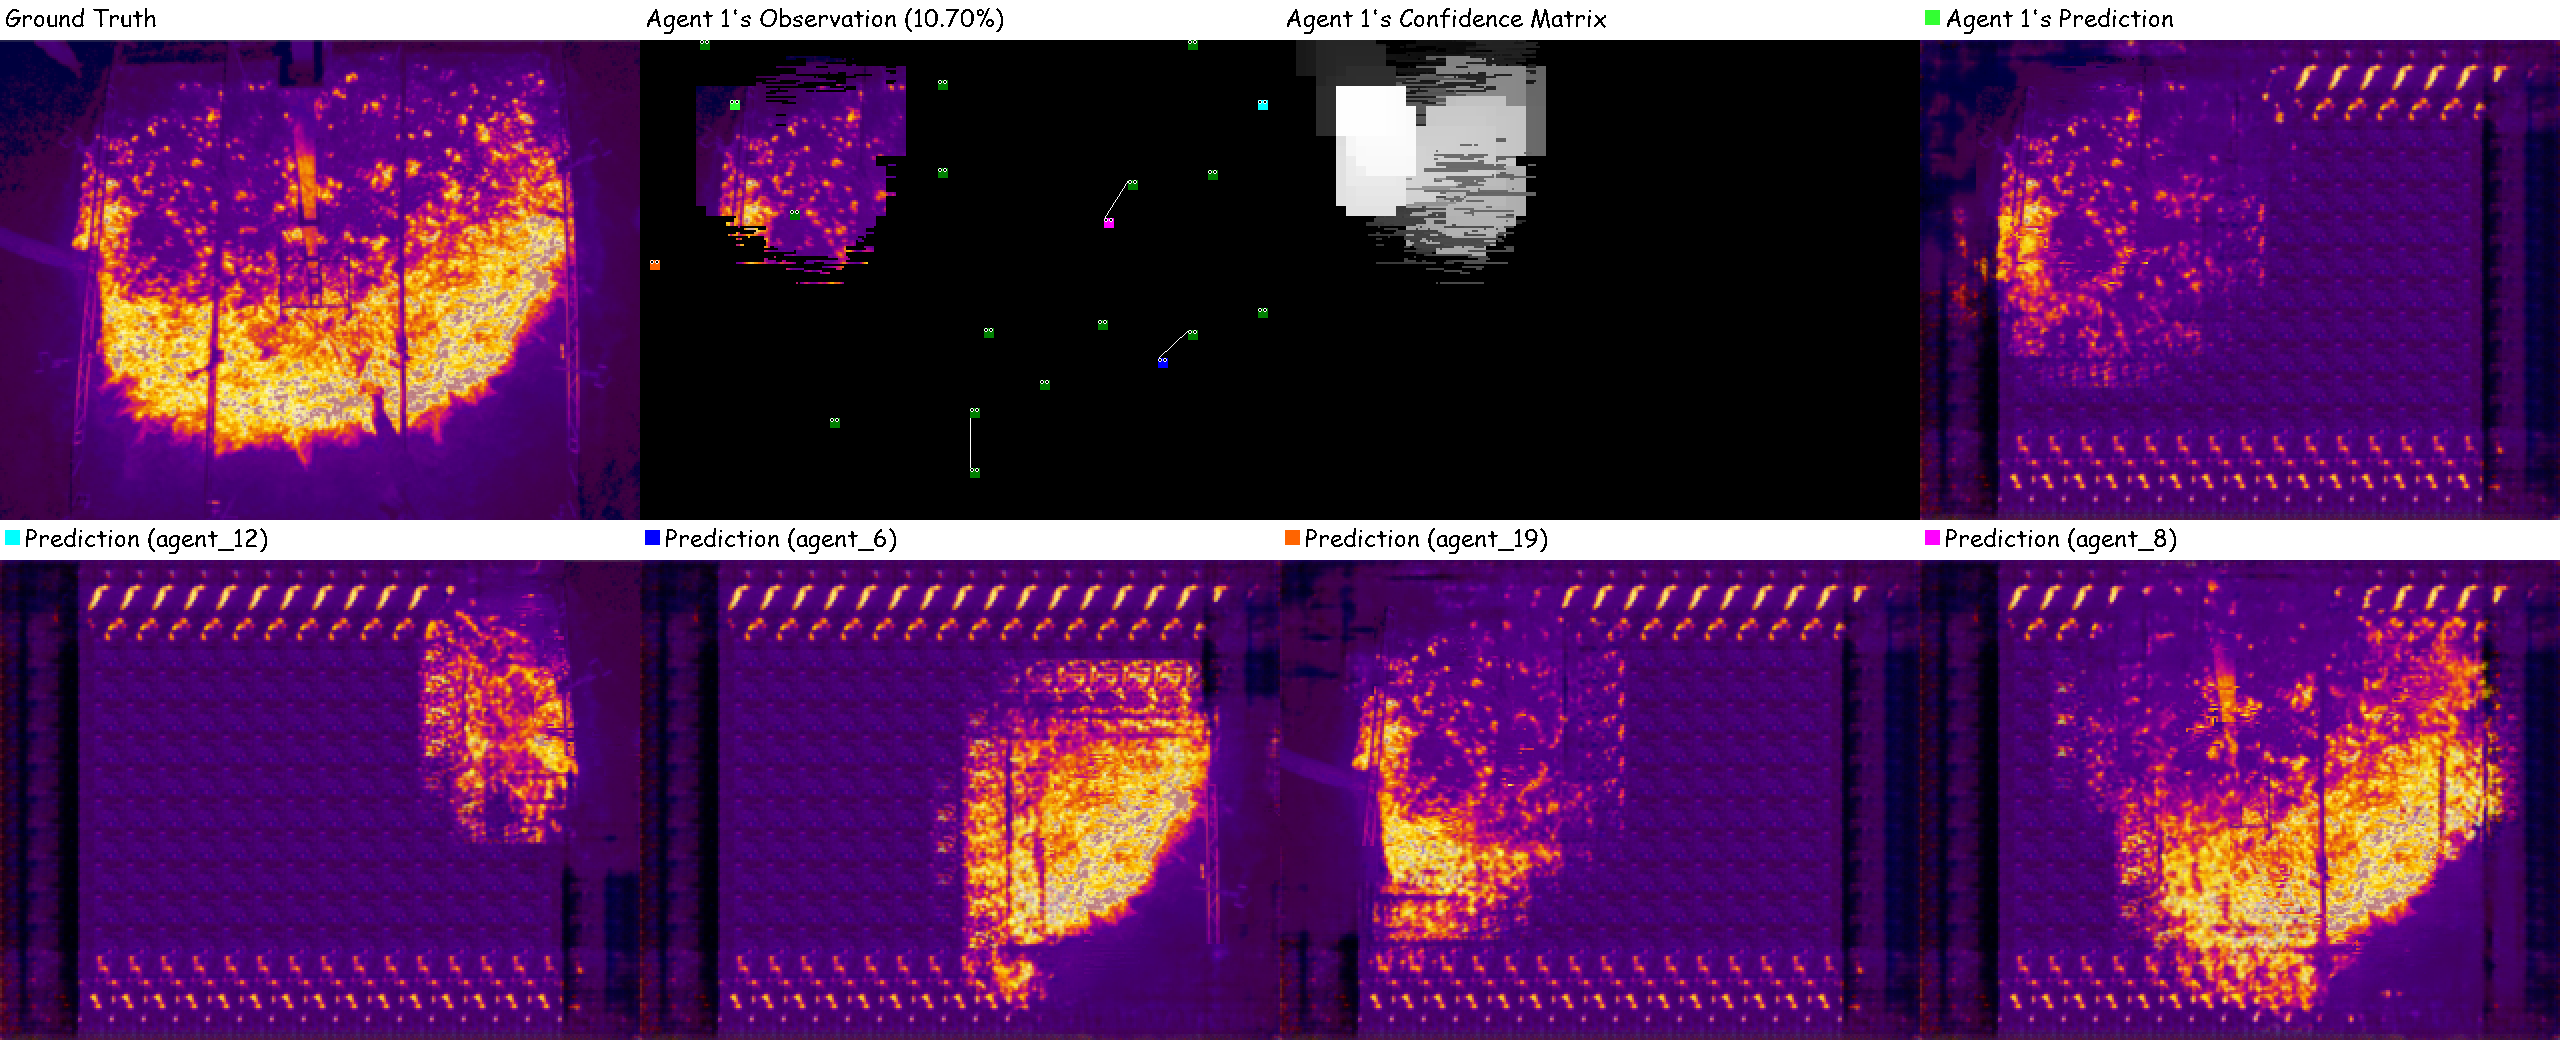 Ground Truth
Agent 1's Observation (10.70%)
Agent 1's Confidence Matrix
Agent 1's Prediction
Prediction (agent_12)
Prediction (agent_6)
Prediction (agent_19)
Prediction (agent_8)